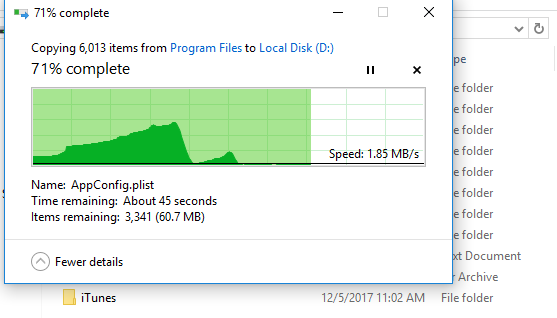 71% complete
Copying 6,013 items from Program Files to Local Disk (D:)
71% complete
Speed: 1.85 MB/s
Name: AppConfig.plist
Time remaining: About 45 seconds
Items remaining: 3,341 (60.7 MB)
Fewer details
pe
e folder
e folder
e folder
e folder
e folder
e folder
e folder
xt Document
r Archive
iTunes 12/5/2017 11:02 AM File folder